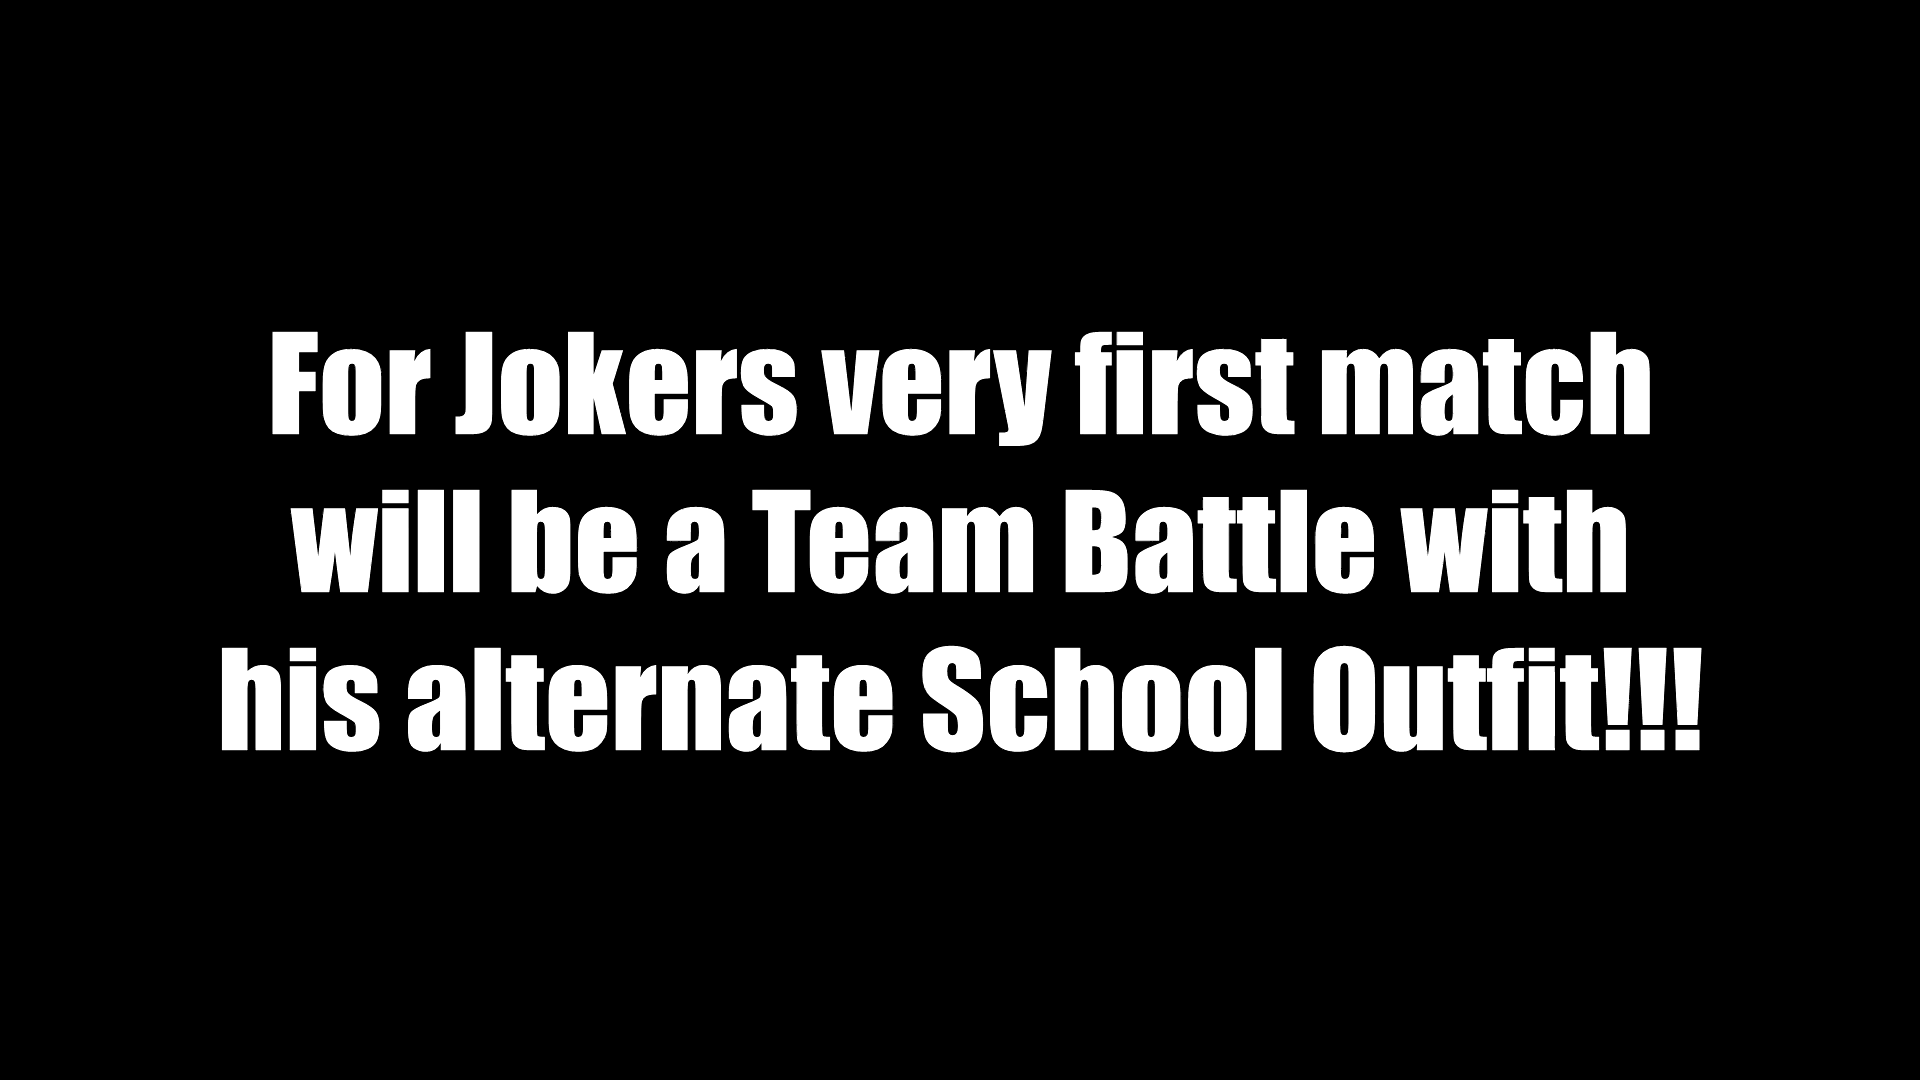 For Jokers very first match
will be a Team Battle with
his alternate School Outfit!!!